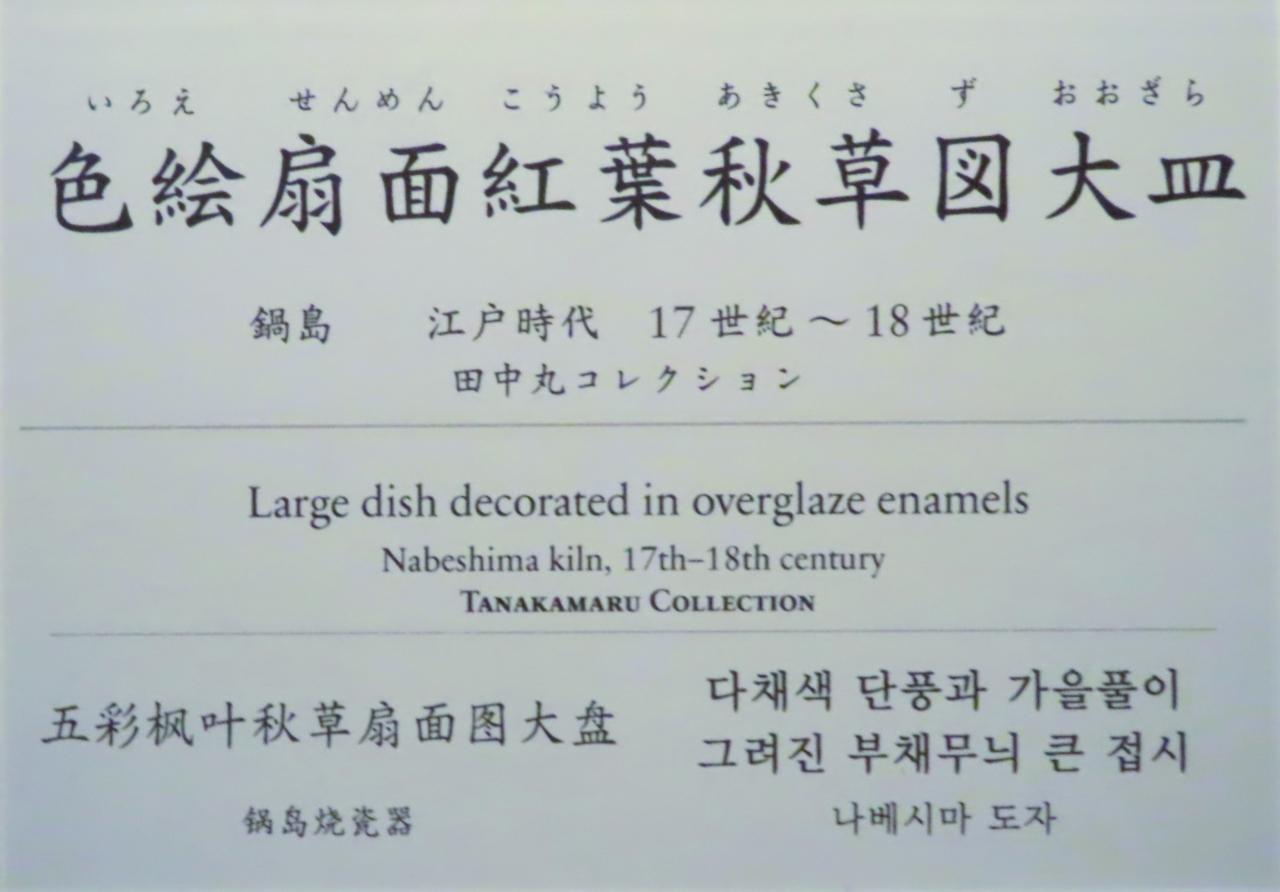 いろえ せんめん こうよう あきくさ ず おおざら
色絵扇面紅葉秋草図大皿
鍋島 江戸時代 17世紀～18世紀
田中丸コレクション
Large dish decorated in overglaze enamels
Nabeshima kiln, 17th–18th century
TANAKAMARU COLLECTION
五彩枫叶秋草扇面图大盘
锅岛烧瓷器
다채색 단풍과 가을풀이
그려진 부채무늬 큰 접시
나베시마 도자